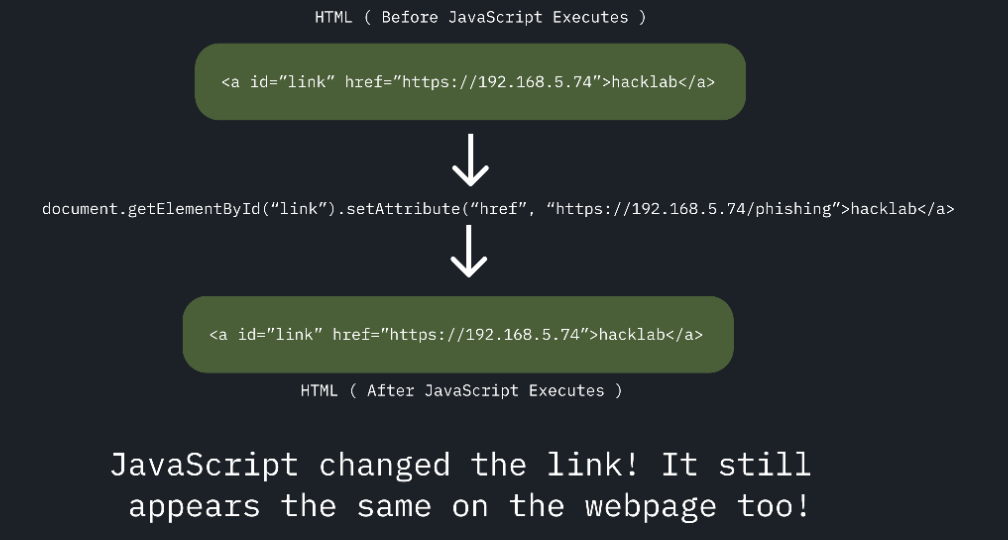 HTML ( Before JavaScript Executes )
<a id=”link” href=”https://192.168.5.74”>hacklab</a>
document.getElementById(“link”).setAttribute(“href”, “https://192.168.5.74/phishing”>hacklab</a>
<a id=”link” href=”https://192.168.5.74”>hacklab</a>
HTML ( After JavaScript Executes )
JavaScript changed the link! It still
appears the same on the webpage too!